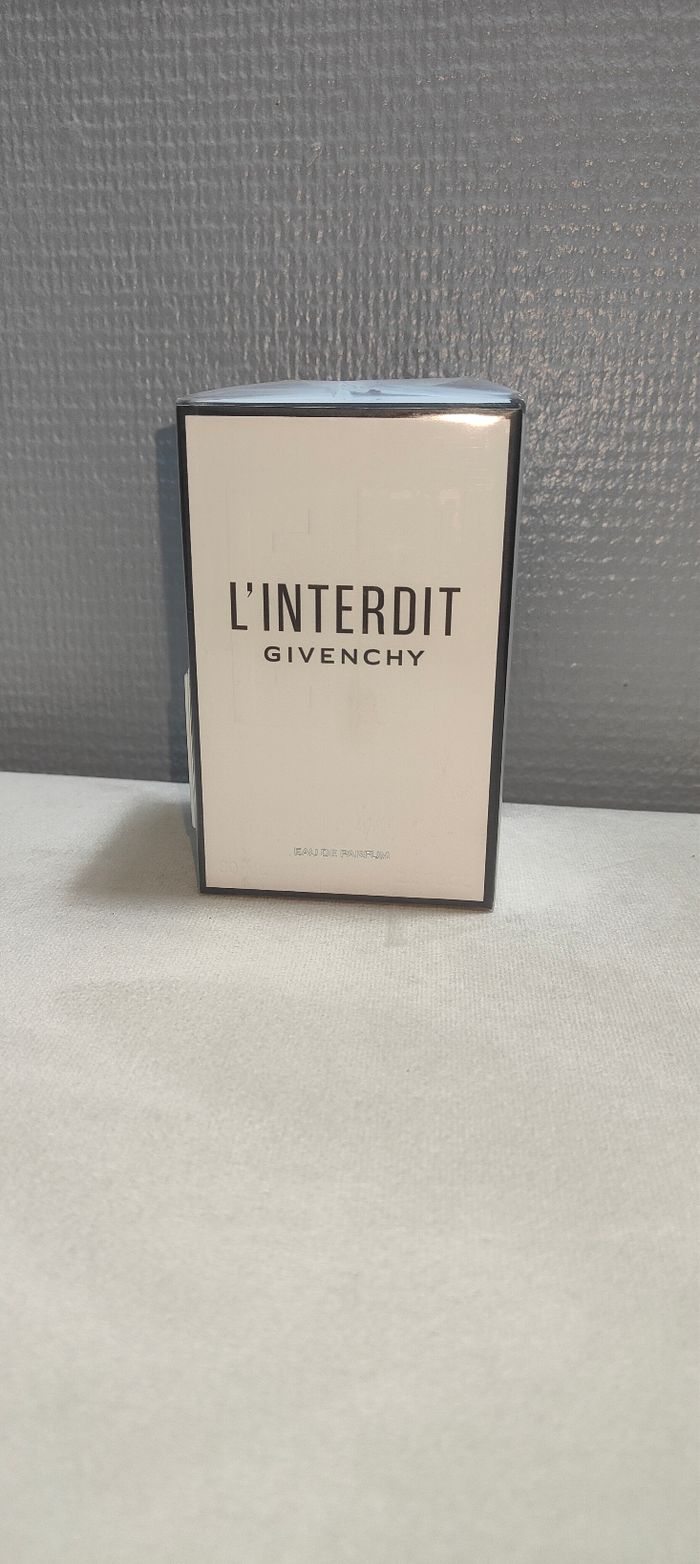 L'INTERDIT
GIVENCHY
EAU DE PARFUM